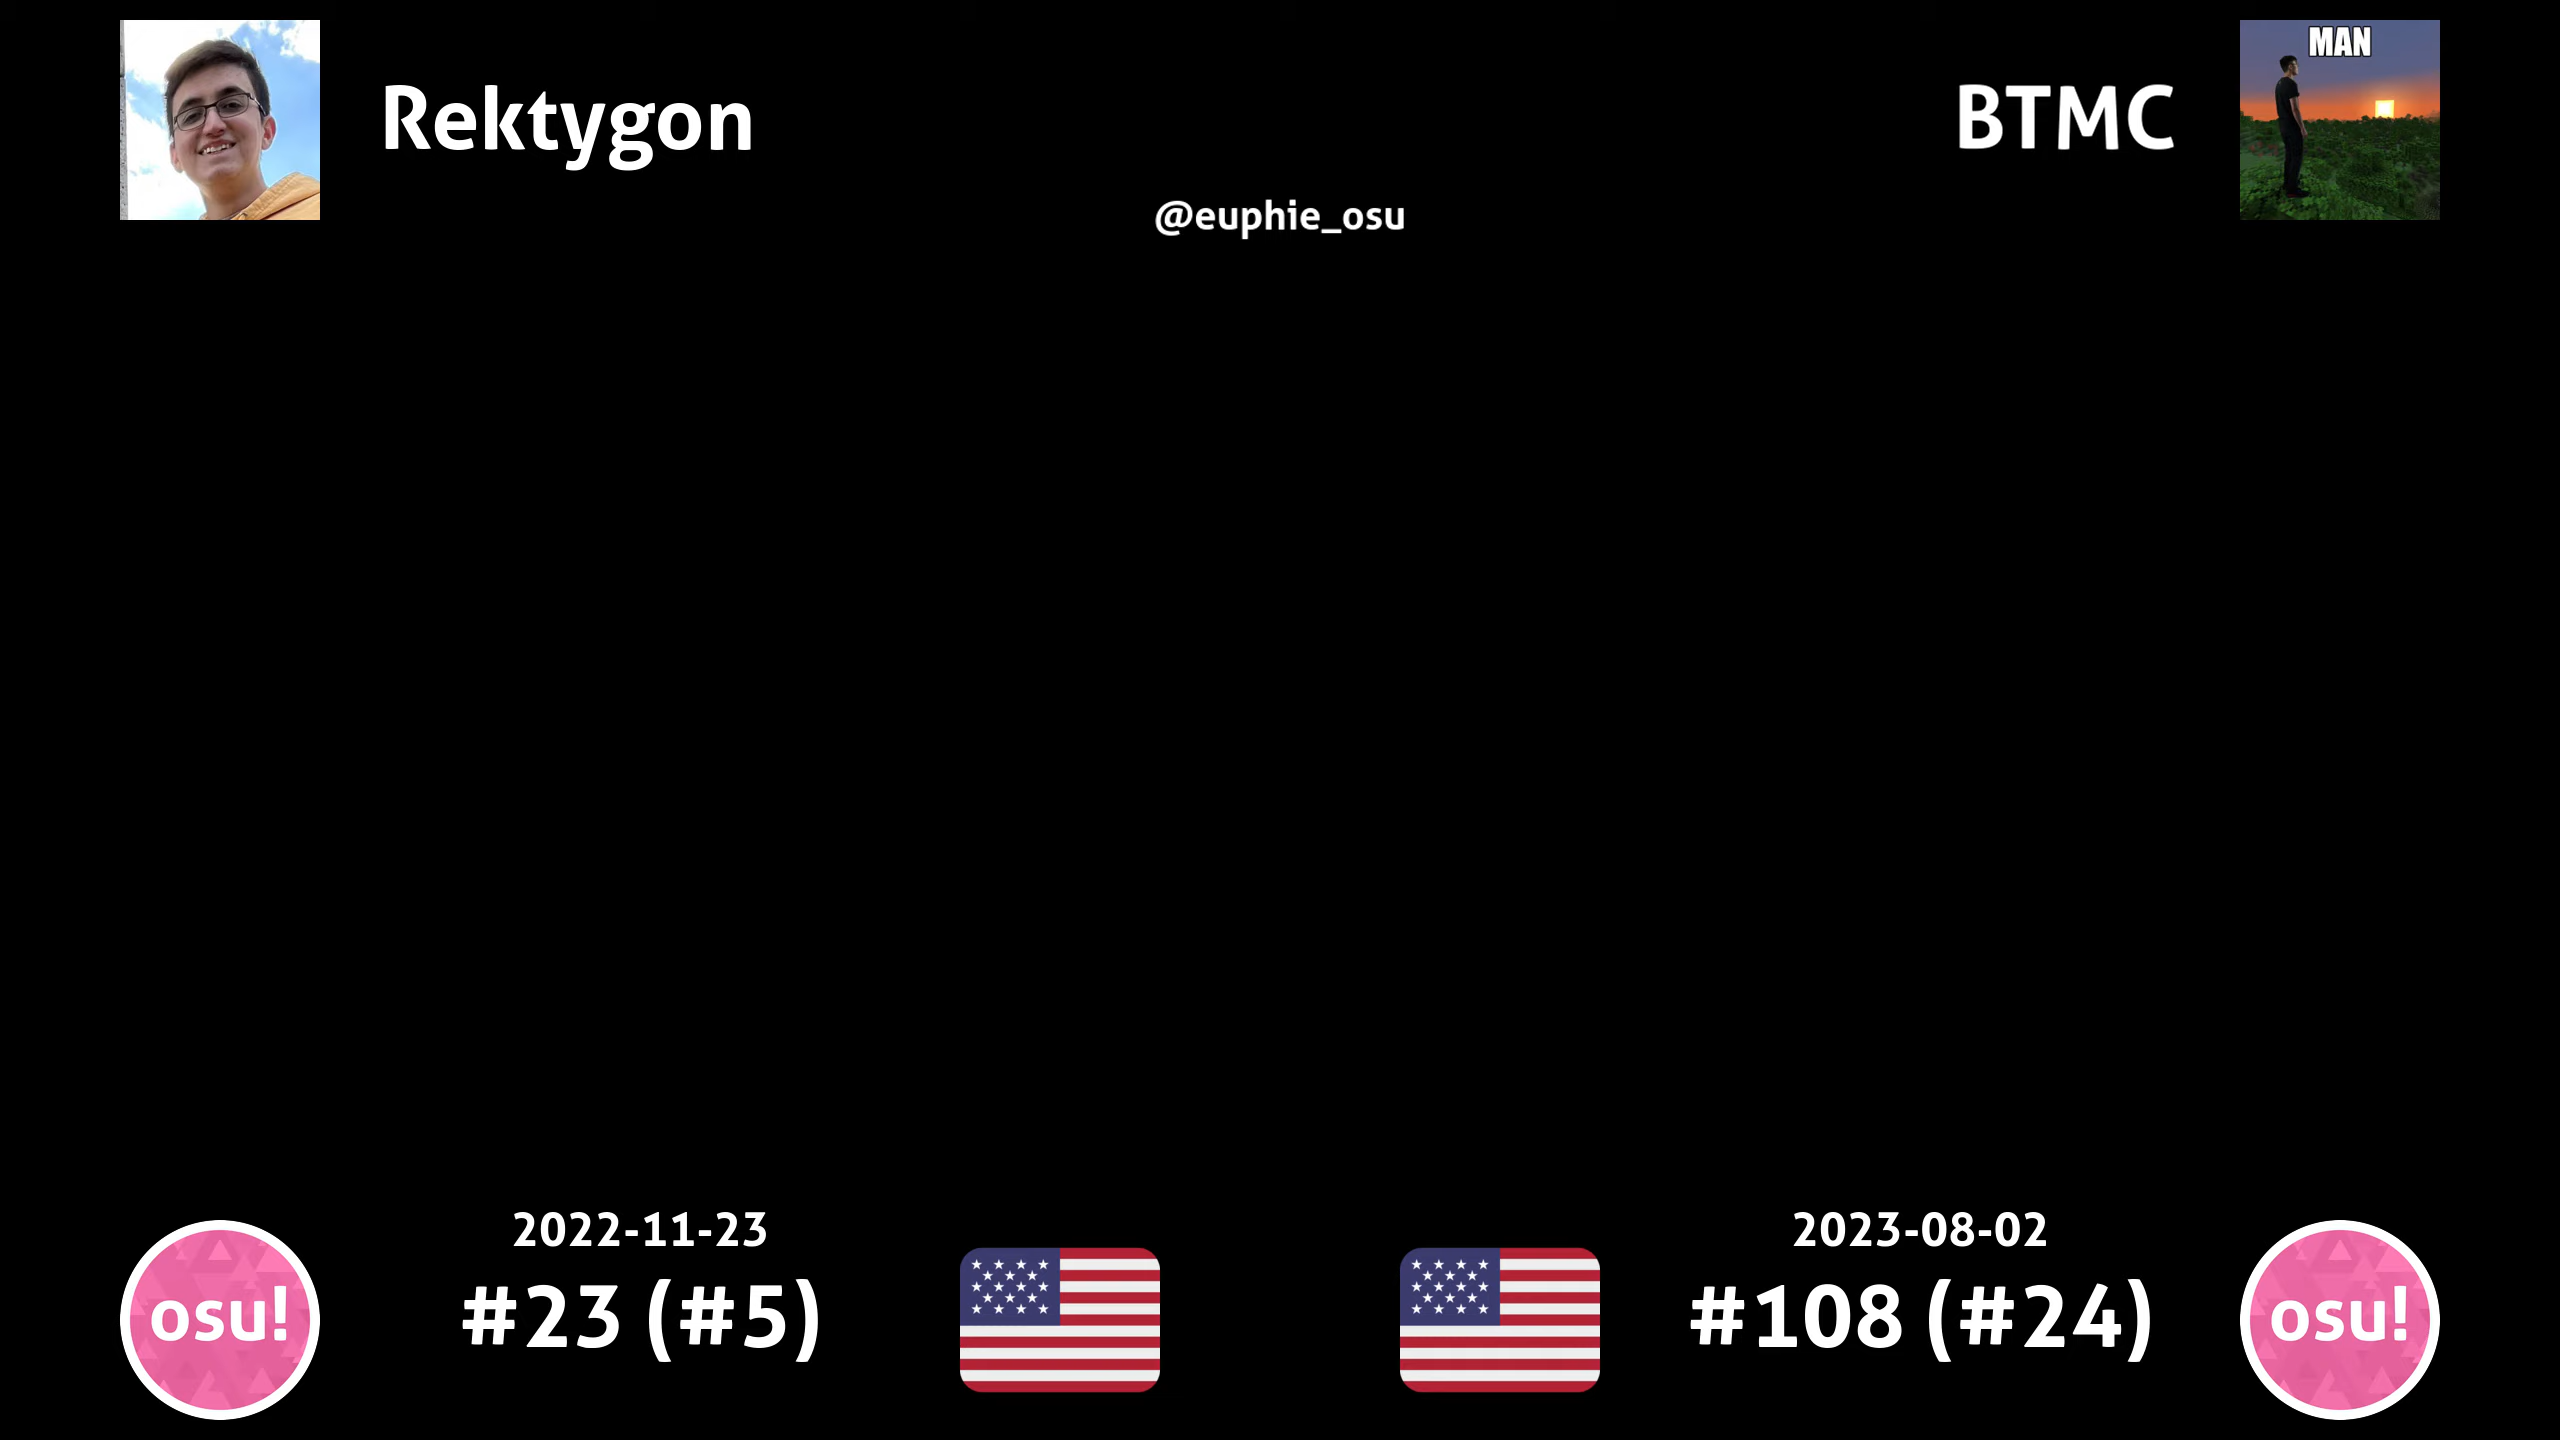 Rektygon
BTMC
MAN
@euphie_osu
2022-11-23
#23 (#5)
2023-08-02
#108 (#24)
osu!
osu!